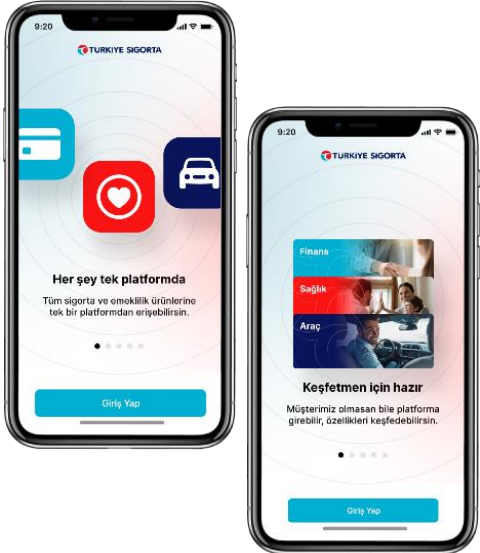 9:20
TÜRKİYE SİGORTA
Her şey tek platformda
Tüm sigorta ve emeklilik ürünlerine
tek bir platformdan erişebilirsin.
Giriş Yap
9:20
TÜRKİYE SİGORTA
Finans
Sağlık
Araç
Keşfetmen için hazır
Müşterimiz olmasan bile platforma
girebilir, özellikleri keşfedebilirsin.
Giriş Yap